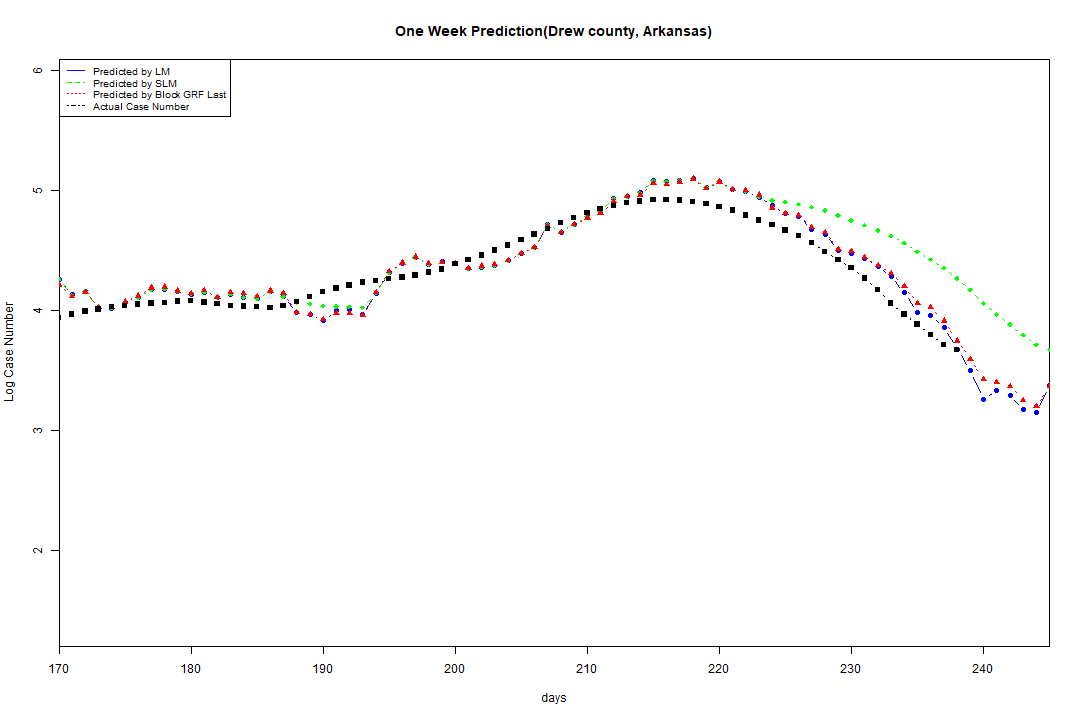 One Week Prediction(Drew county, Arkansas)
Predicted by LM
Predicted by SLM
Predicted by Block GRF Last
Actual Case Number
6
5
4
3
2
Log Case Number
170 180 190 200 210 220 230 240
days